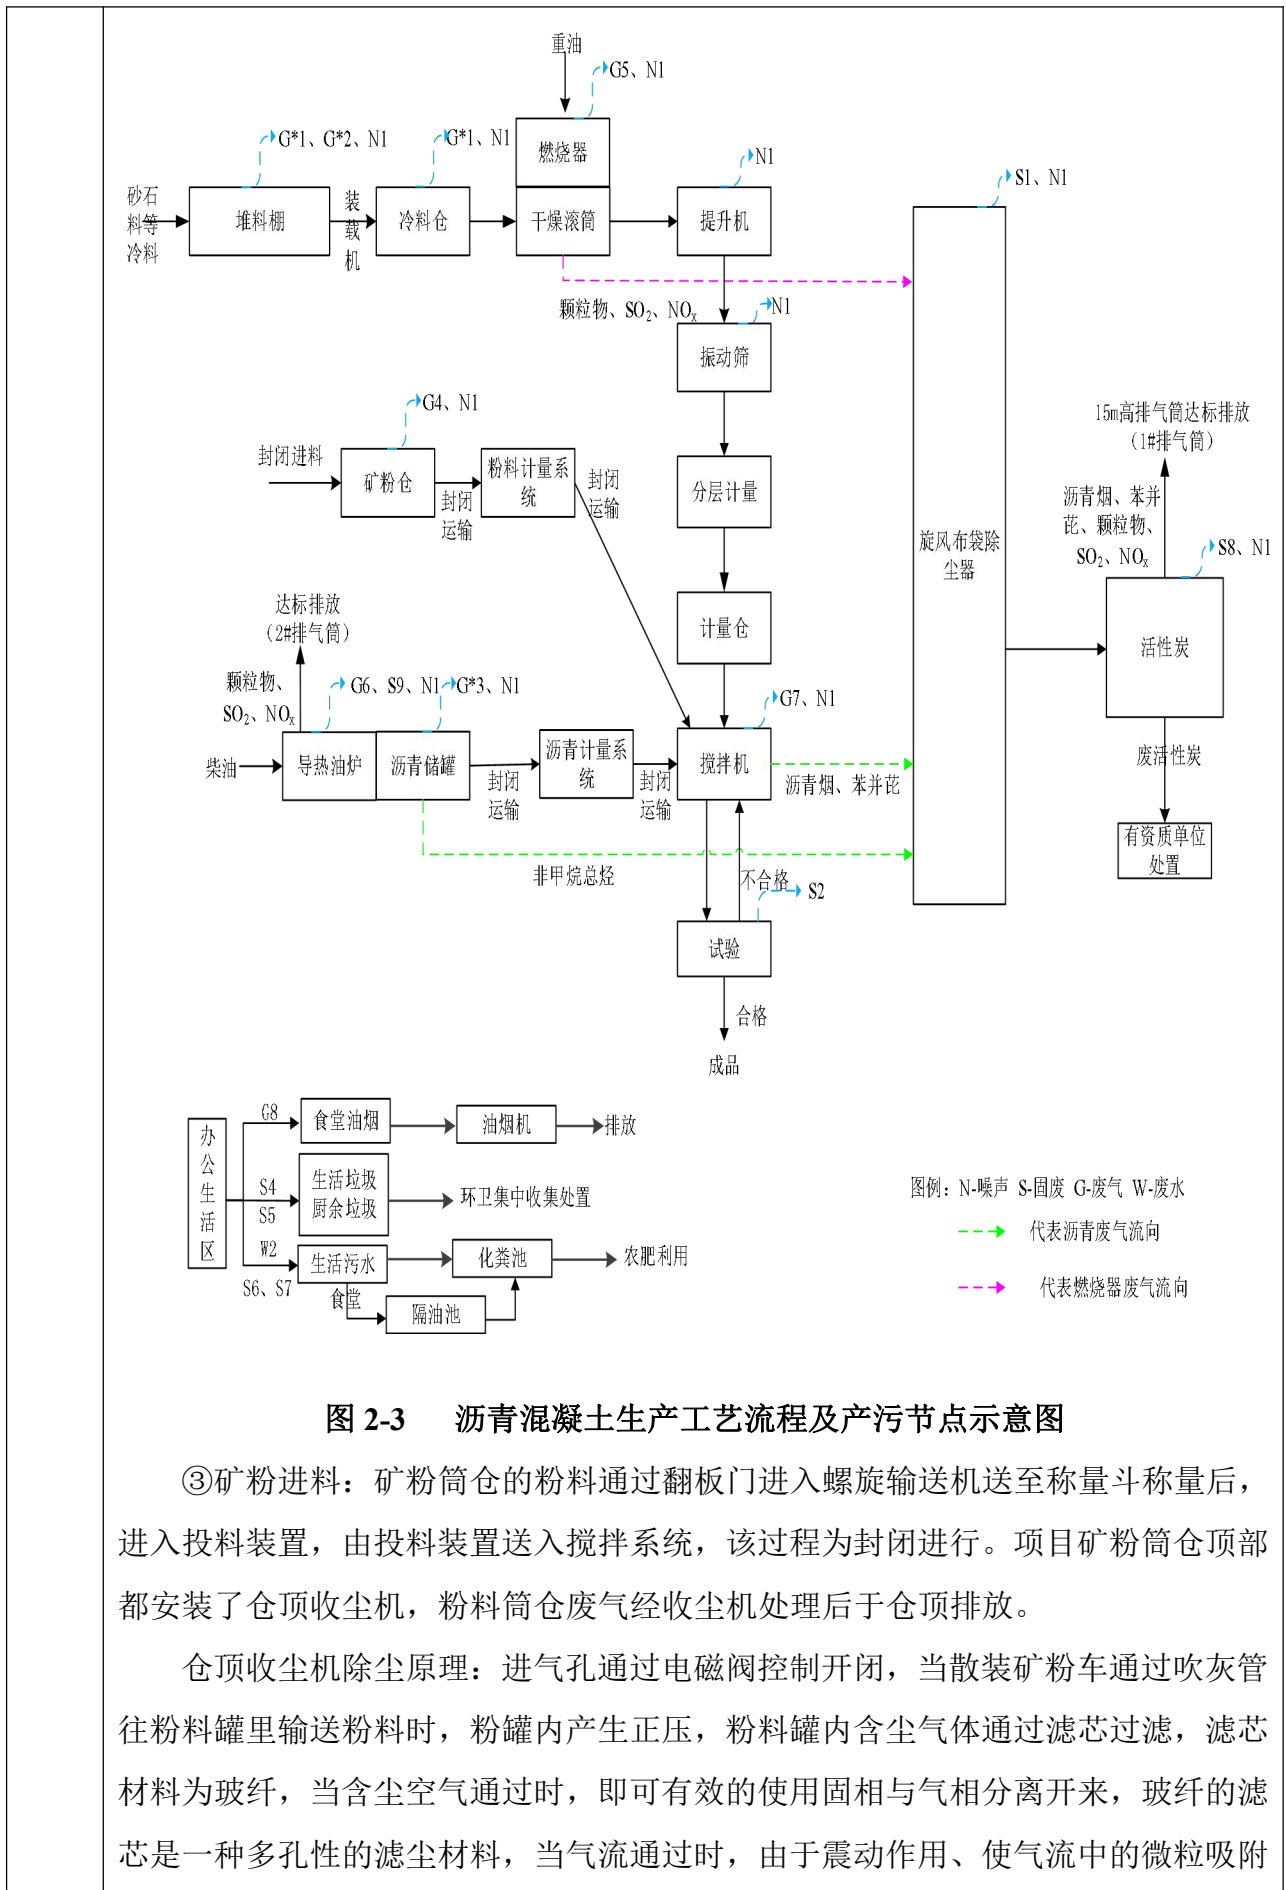 重油
G5、N1
G*1、G*2、N1
G*1、N1
燃烧器
N1
S1、N1
砂石
料等
冷料
堆料棚
装
载
机
冷料仓
干燥滚筒
提升机
颗粒物、SO₂、NOₓ
N1
振动筛
G4、N1
封闭进料
矿粉仓
封闭
运输
粉料计量系
统
封闭
运输
分层计量
15m高排气筒达标排放
（1#排气筒）
沥青烟、苯并
芘、颗粒物、
SO₂、NOₓ
旋风布袋除
尘器
S8、N1
达标排放
（2#排气筒）
计量仓
活性炭
颗粒物、
SO₂、NOₓ
G6、S9、N1
G*3、N1
G7、N1
柴油
导热油炉
沥青储罐
封闭
运输
沥青计量系
统
封闭
运输
搅拌机
沥青烟、苯并芘
废活性炭
有资质单位
处置
非甲烷总烃
不合格
S2
试验
合格
成品
办
公
生
活
区
G8
食堂油烟
油烟机
排放
S4
S5
生活垃圾
厨余垃圾
环卫集中收集处置
W2
S6、S7
生活污水
化粪池
农肥利用
食堂
隔油池
图例：N-噪声 S-固废 G-废气 W-废水
代表沥青废气流向
代表燃烧器废气流向
图 2-3 沥青混凝土生产工艺流程及产污节点示意图
③矿粉进料：矿粉筒仓的粉料通过翻板门进入螺旋输送机送至称量斗称量后，
进入投料装置，由投料装置送入搅拌系统，该过程为封闭进行。项目矿粉筒仓顶部
都安装了仓顶收尘机，粉料筒仓废气经收尘机处理后于仓顶排放。
仓顶收尘机除尘原理：进气孔通过电磁阀控制开闭，当散装矿粉车通过吹灰管
往粉料罐里输送粉料时，粉罐内产生正压，粉料罐内含尘气体通过滤芯过滤，滤芯
材料为玻纤，当含尘空气通过时，即可有效的使用固相与气相分离开来，玻纤的滤
芯是一种多孔性的滤尘材料，当气流通过时，由于震动作用、使气流中的微粒吸附